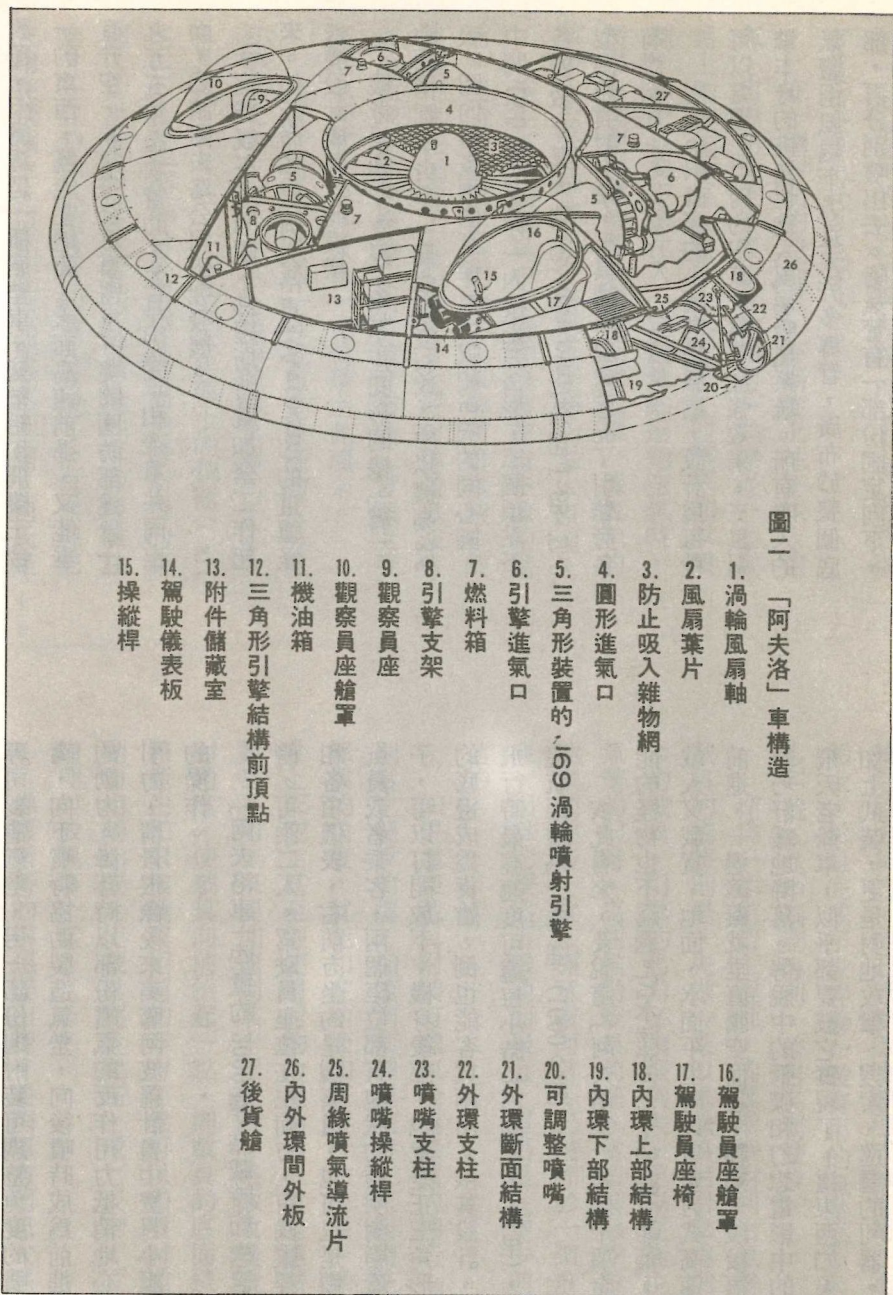 圖二 「阿夫洛」車構造
1. 渦輪風扇軸
2. 風扇葉片
3. 防止吸入雜物網
4. 圓形進氣口
5. 三角形裝置的 J69 渦輪噴射引擎
6. 引擎進氣口
7. 燃料箱
8. 引擎支架
9. 觀察員座
10. 觀察員座艙罩
11. 機油箱
12. 三角形引擎結構前頂點
13. 附件儲藏室
14. 駕駛儀表板
15. 操縱桿
16. 駕駛員座艙罩
17. 駕駛員座椅
18. 內環上部結構
19. 內環下部結構
20. 可調整噴嘴
21. 外環斷面結構
22. 外環支柱
23. 噴嘴支柱
24. 噴嘴操縱桿
25. 周緣噴氣導流片
26. 內外環間外板
27. 後貨艙